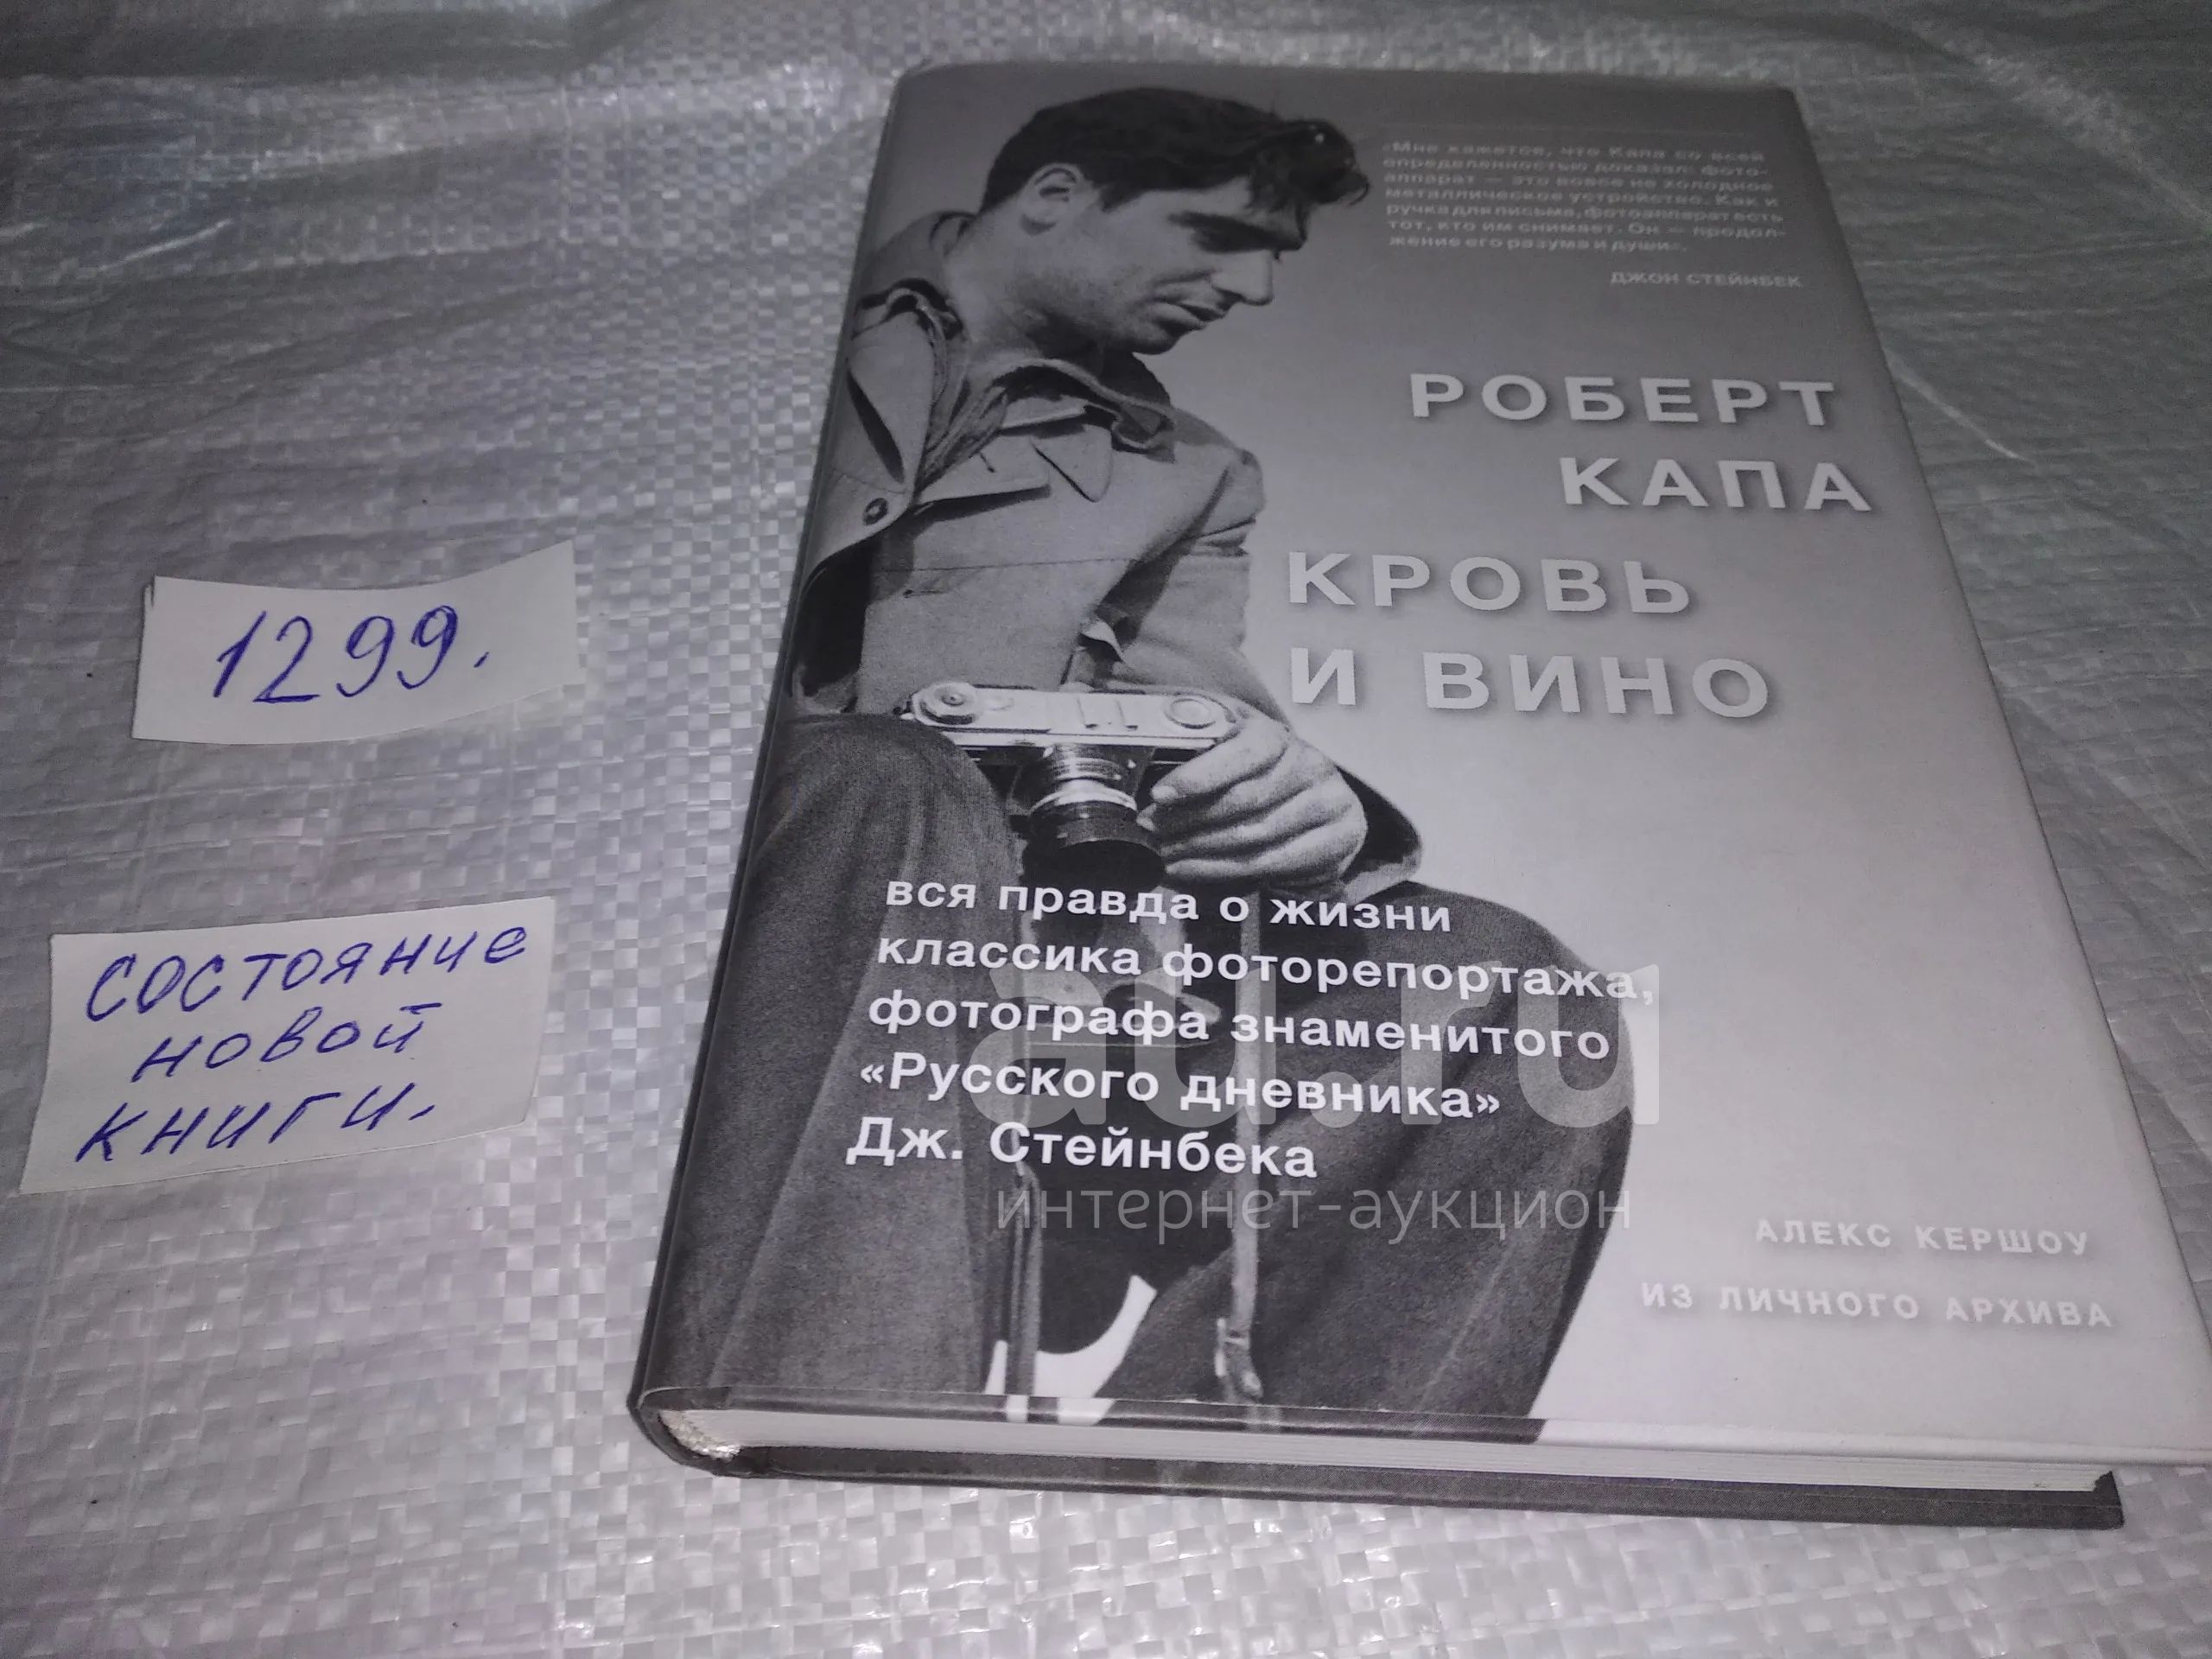 «Мне кажется, что Капа со всей
определенностью доказал: фото-
аппарат — это вовсе не холодное
металлическое устройство. Как и
ручка для письма, фотоаппарат есть
тот, кто им снимает. Он — продол-
жение его разума и души».
ДЖОН СТЕЙНБЕК
РОБЕРТ
КАПА
КРОВЬ
И ВИНО
1299.
состояние
новой
книги.
вся правда о жизни
классика фоторепортажа,
фотографа знаменитого
«Русского дневника»
Дж. Стейнбека
au.ru
интернет-аукцион
АЛЕКС КЕРШОУ
ИЗ ЛИЧНОГО АРХИВА